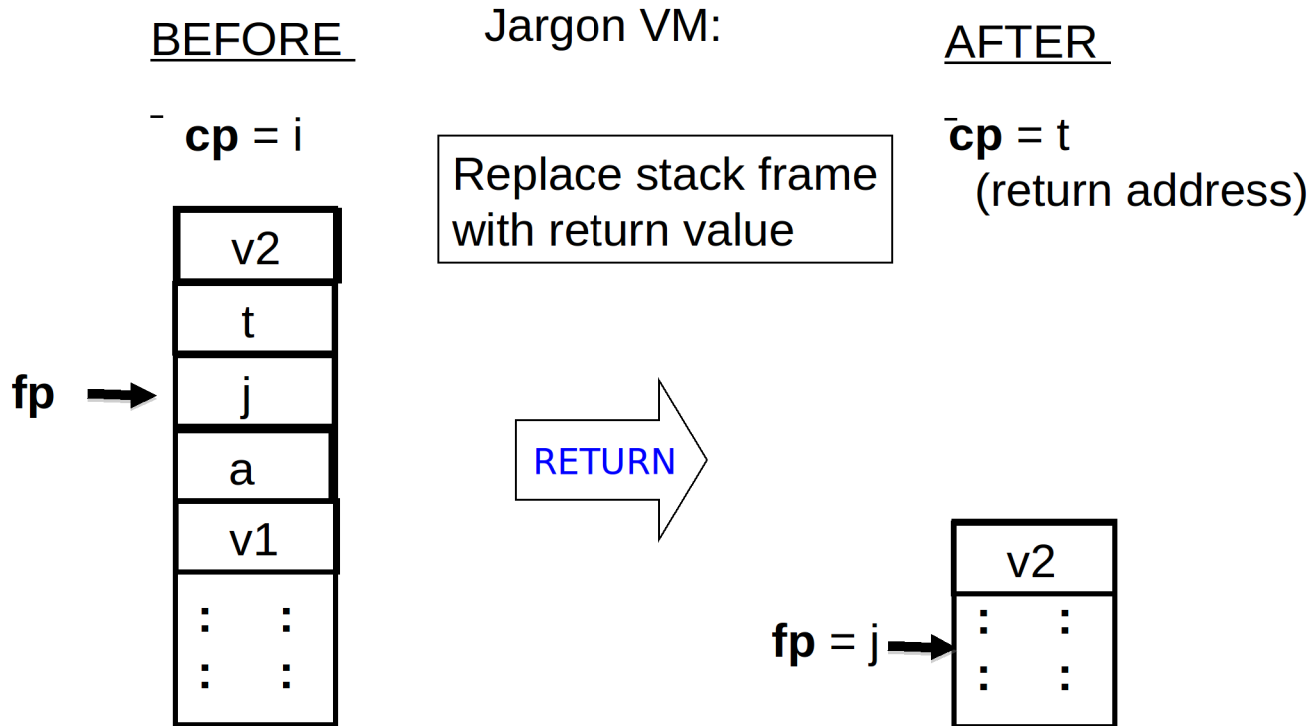 BEFORE
Jargon VM:
AFTER
cp = i
cp = t
(return address)
Replace stack frame
with return value
v2
t
fp
j
a
v1
: :
: :
RETURN
v2
: :
fp = j
: :